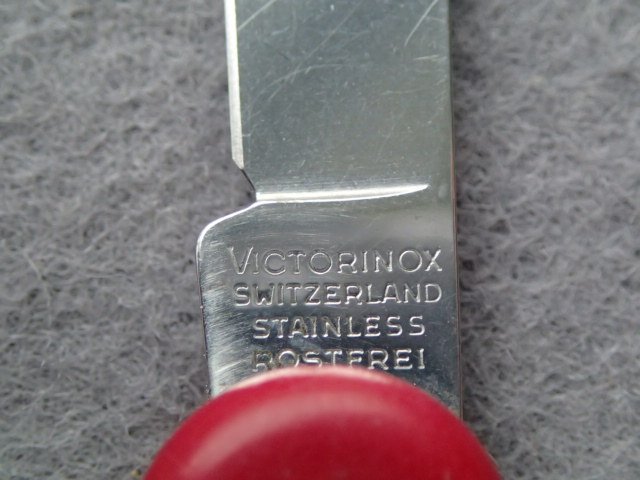 VICTORINOX
SWITZERLAND
STAINLESS
ROSTFREI